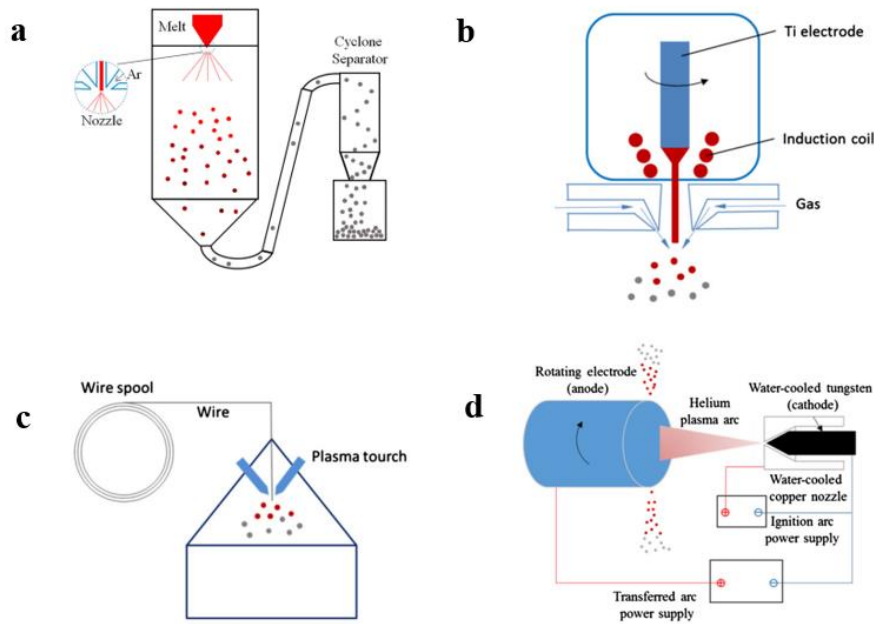 a
Melt
Ar
Nozzle
Cyclone
Separator
b
Ti electrode
Induction coil
Gas
c
Wire spool
Wire
Plasma tourch
d
Rotating electrode
(anode)
Helium
plasma arc
Water-cooled tungsten
(cathode)
Water-cooled
copper nozzle
Ignition arc
power supply
Transferred arc
power supply